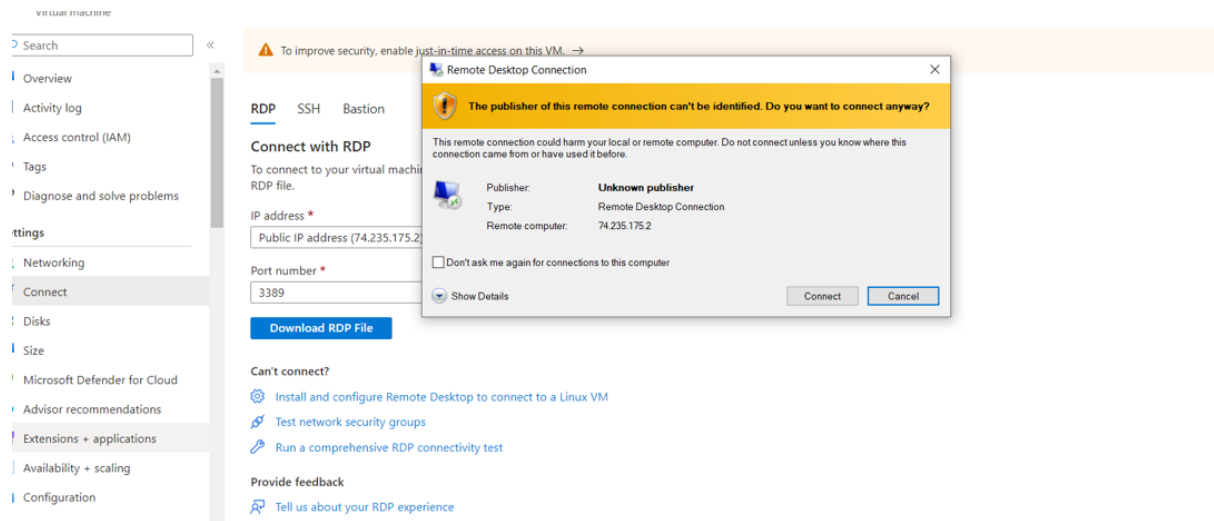 Virtual machine
Search
Overview
Activity log
Access control (IAM)
Tags
Diagnose and solve problems
ttings
Networking
Connect
Disks
Size
Microsoft Defender for Cloud
Advisor recommendations
Extensions + applications
Availability + scaling
Configuration
To improve security, enable just-in-time access on this VM. →
RDP SSH Bastion
Connect with RDP
To connect to your virtual machin
RDP file.
IP address *
Public IP address (74.235.175.2)
Port number *
3389
Download RDP File
Can't connect?
Install and configure Remote Desktop to connect to a Linux VM
Test network security groups
Run a comprehensive RDP connectivity test
Provide feedback
Tell us about your RDP experience
Remote Desktop Connection
The publisher of this remote connection can't be identified. Do you want to connect anyway?
This remote connection could harm your local or remote computer. Do not connect unless you know where this
connection came from or have used it before.
Publisher: Unknown publisher
Type: Remote Desktop Connection
Remote computer: 74.235.175.2
Don't ask me again for connections to this computer
Show Details
Connect
Cancel